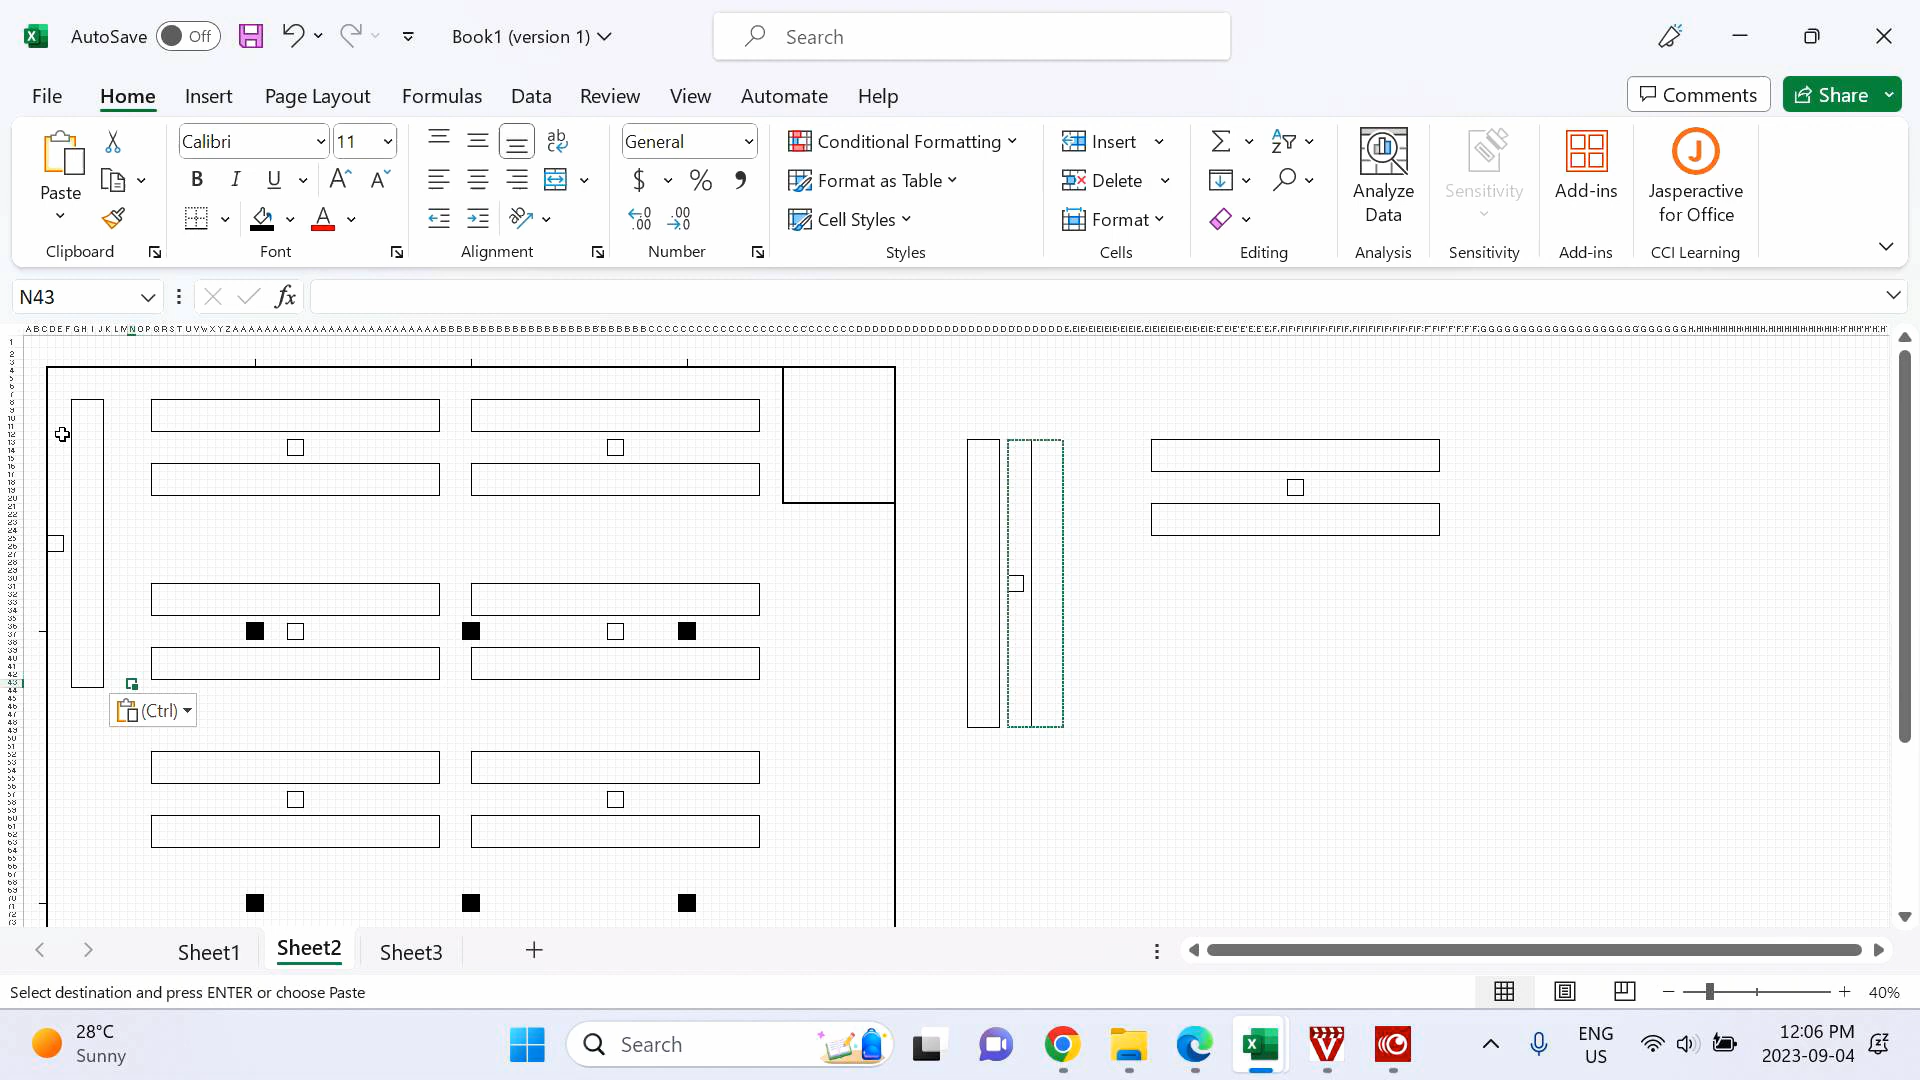 AutoSave Off Book1 (version 1) Search
File Home Insert Page Layout Formulas Data Review View Automate Help Comments Share
Calibri 11 General Conditional Formatting Insert
Paste $ % Format as Table Delete Analyze Data Sensitivity Add-ins Jasperactive for Office
Cell Styles Format
Clipboard Font Alignment Number Styles Cells Editing Analysis Sensitivity Add-ins CCI Learning
N43 fx
(Ctrl)
Sheet1 Sheet2 Sheet3
Select destination and press ENTER or choose Paste 40%
28°C
Sunny
Search
ENG
US
12:06 PM
2023-09-04